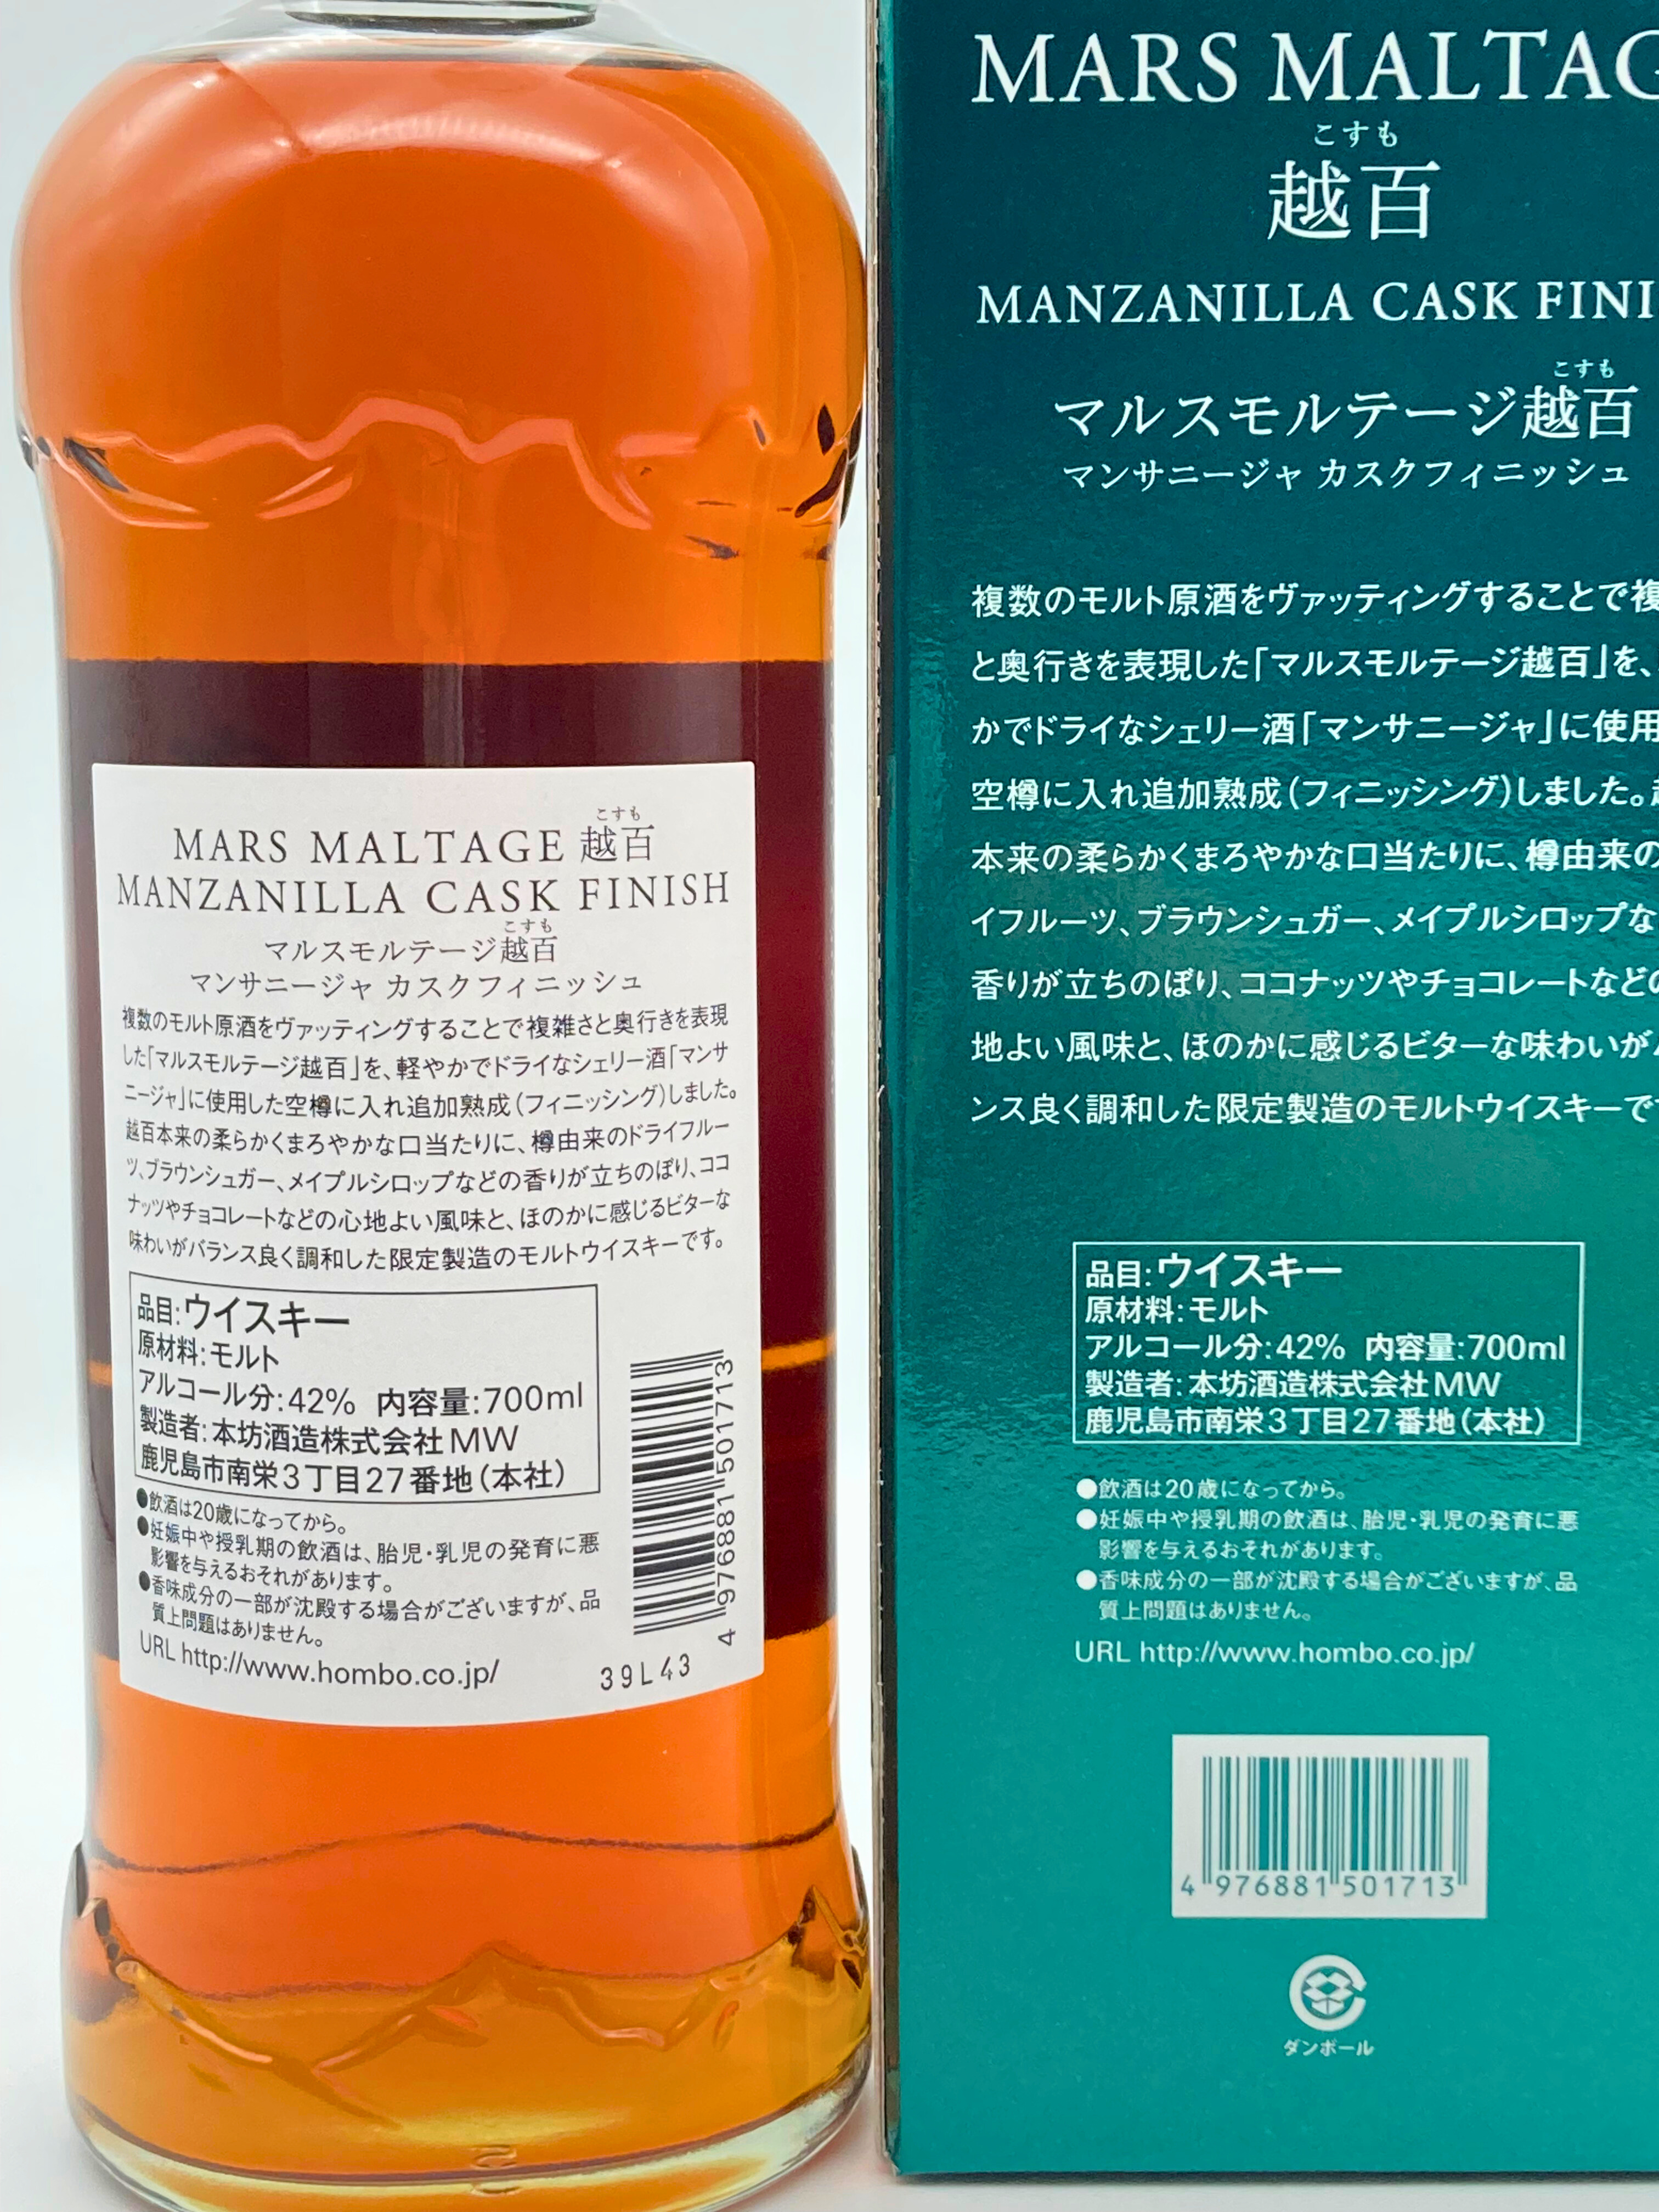 こすも
MARS MALTAGE 越百
MANZANILLA CASK FINISH
こすも
マルスモルテージ越百
マンサニージャ カスクフィニッシュ
複数のモルト原酒をヴァッティングすることで複雑さと奥行きを表現
した「マルスモルテージ越百」を、軽やかでドライなシェリー酒「マンサ
ニージャ」に使用した空樽に入れ追加熟成(フィニッシング)しました。
越百本来の柔らかくまろやかな口当たりに、樽由来のドライフルー
ツ、ブラウンシュガー、メイプルシロップなどの香りが立ちのぼり、ココ
ナッツやチョコレートなどの心地よい風味と、ほのかに感じるビターな
味わいがバランス良く調和した限定製造のモルトウイスキーです。
品目:ウイスキー
原材料:モルト
アルコール分:42% 内容量:700ml
製造者:本坊酒造株式会社MW
鹿児島市南栄3丁目27番地(本社)
●飲酒は20歳になってから。
●妊娠中や授乳期の飲酒は、胎児・乳児の発育に悪
影響を与えるおそれがあります。
●香味成分の一部が沈殿する場合がございますが、品
質上問題はありません。
URL http://www.hombo.co.jp/
39L43
4 976881 501713
MARS MALTAG
こすも
越百
MANZANILLA CASK FINI
こすも
マルスモルテージ越百
マンサニージャ カスクフィニッシュ
複数のモルト原酒をヴァッティングすることで複
と奥行きを表現した「マルスモルテージ越百」を、
かでドライなシェリー酒「マンサニージャ」に使用
空樽に入れ追加熟成(フィニッシング)しました。
本来の柔らかくまろやかな口当たりに、樽由来の
イフルーツ、ブラウンシュガー、メイプルシロップな
香りが立ちのぼり、ココナッツやチョコレートなどの
地よい風味と、ほのかに感じるビターな味わいが
ンス良く調和した限定製造のモルトウイスキーで
品目:ウイスキー
原材料:モルト
アルコール分:42% 内容量:700ml
製造者:本坊酒造株式会社MW
鹿児島市南栄3丁目27番地(本社)
●飲酒は20歳になってから。
●妊娠中や授乳期の飲酒は、胎児・乳児の発育に悪
影響を与えるおそれがあります。
●香味成分の一部が沈殿する場合がございますが、品
質上問題はありません。
URL http://www.hombo.co.jp/
4 976881 501713
ダンボール